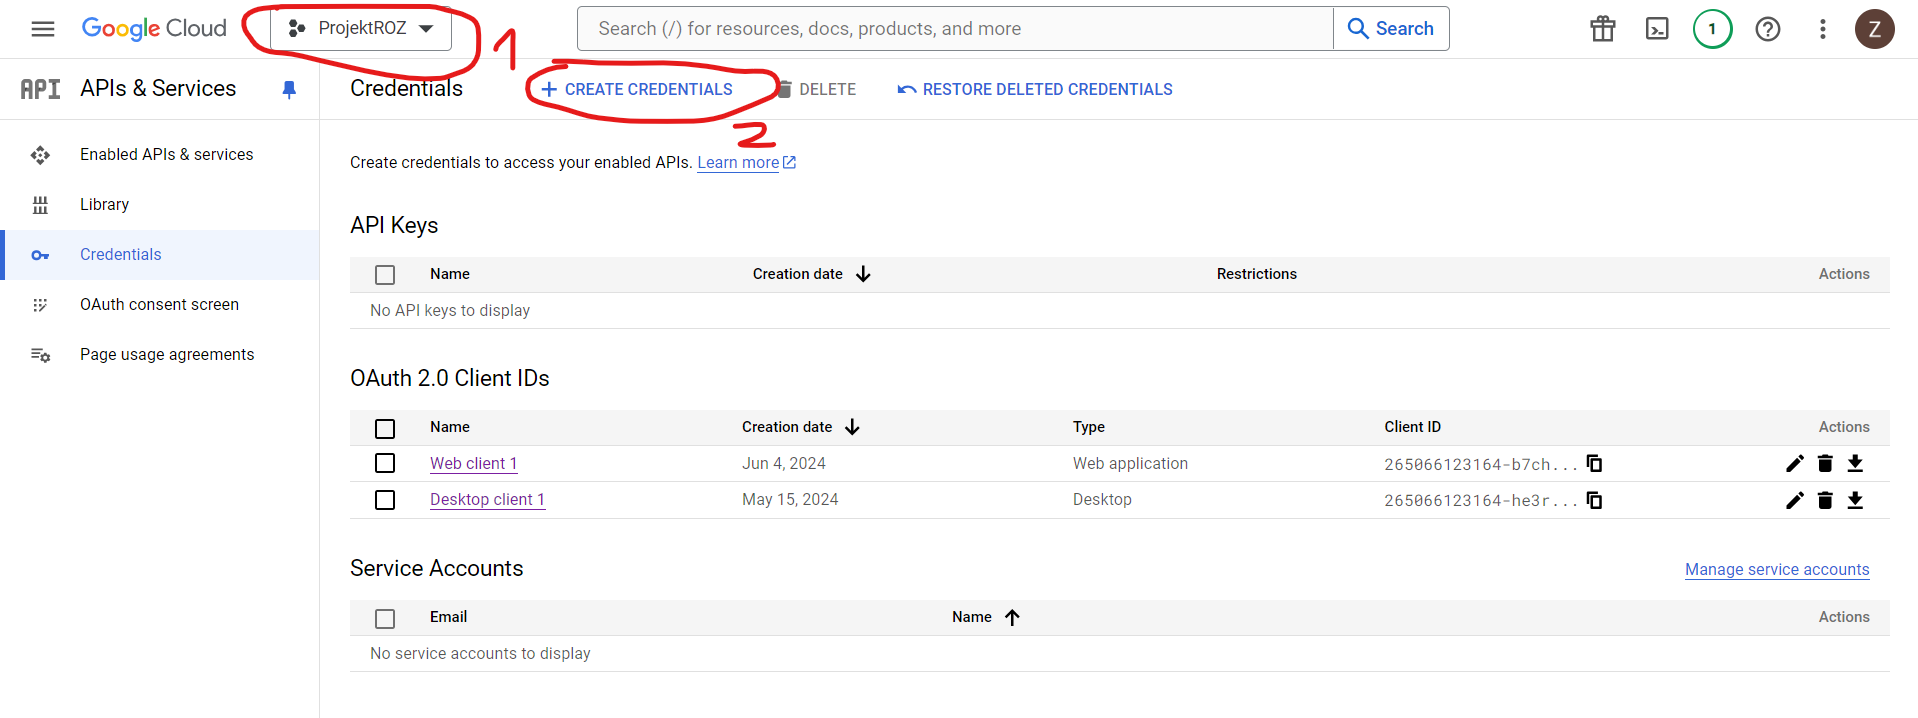 Google Cloud ProjektROZ Search (/) for resources, docs, products, and more Search 1 Z
1
API APIs & Services Credentials CREATE CREDENTIALS DELETE RESTORE DELETED CREDENTIALS
2
Enabled APIs & services
Library
Credentials
OAuth consent screen
Page usage agreements
Create credentials to access your enabled APIs. Learn more
API Keys
Name Creation date Restrictions Actions
No API keys to display
OAuth 2.0 Client IDs
Name Creation date Type Client ID Actions
Web client 1 Jun 4, 2024 Web application 265066123164-b7ch...
Desktop client 1 May 15, 2024 Desktop 265066123164-he3r...
Service Accounts Manage service accounts
Email Name Actions
No service accounts to display